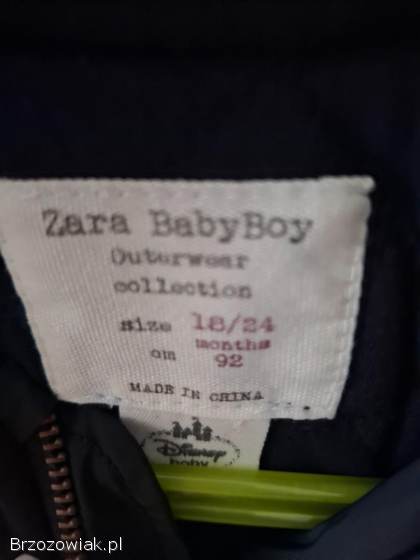 Zara BabyBoy
Outerwear
collection
size 18/24
months
cm 92
MADE IN CHINA
Disney
baby
Brzozowiak.pl